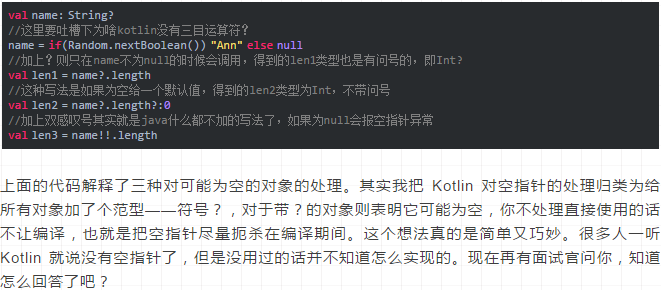 val name: String?
//这里要吐槽下为啥kotlin没有三目运算符？
name = if(Random.nextBoolean()) "Ann" else null
//加上？则只在name不为null的时候会调用，得到的len1类型也是有问号的，即Int?
val len1 = name?.length
//这种写法是如果为空给一个默认值，得到的len2类型为Int，不带问号
val len2 = name?.length?:0
//加上双感叹号其实就是java什么都不加的写法了，如果为null会报空指针异常
val len3 = name!!.length
上面的代码解释了三种对可能为空的对象的处理。其实我把 Kotlin 对空指针的处理归类为给
所有对象加了个范型——符号？，对于带？的对象则表明它可能为空，你不处理直接使用的话
不让编译，也就是把空指针尽量扼杀在编译期间。这个想法真的是简单又巧妙。很多人一听
Kotlin 就说没有空指针了，但是没用过的话并不知道怎么实现的。现在再有面试官问你，知道
怎么回答了吧？